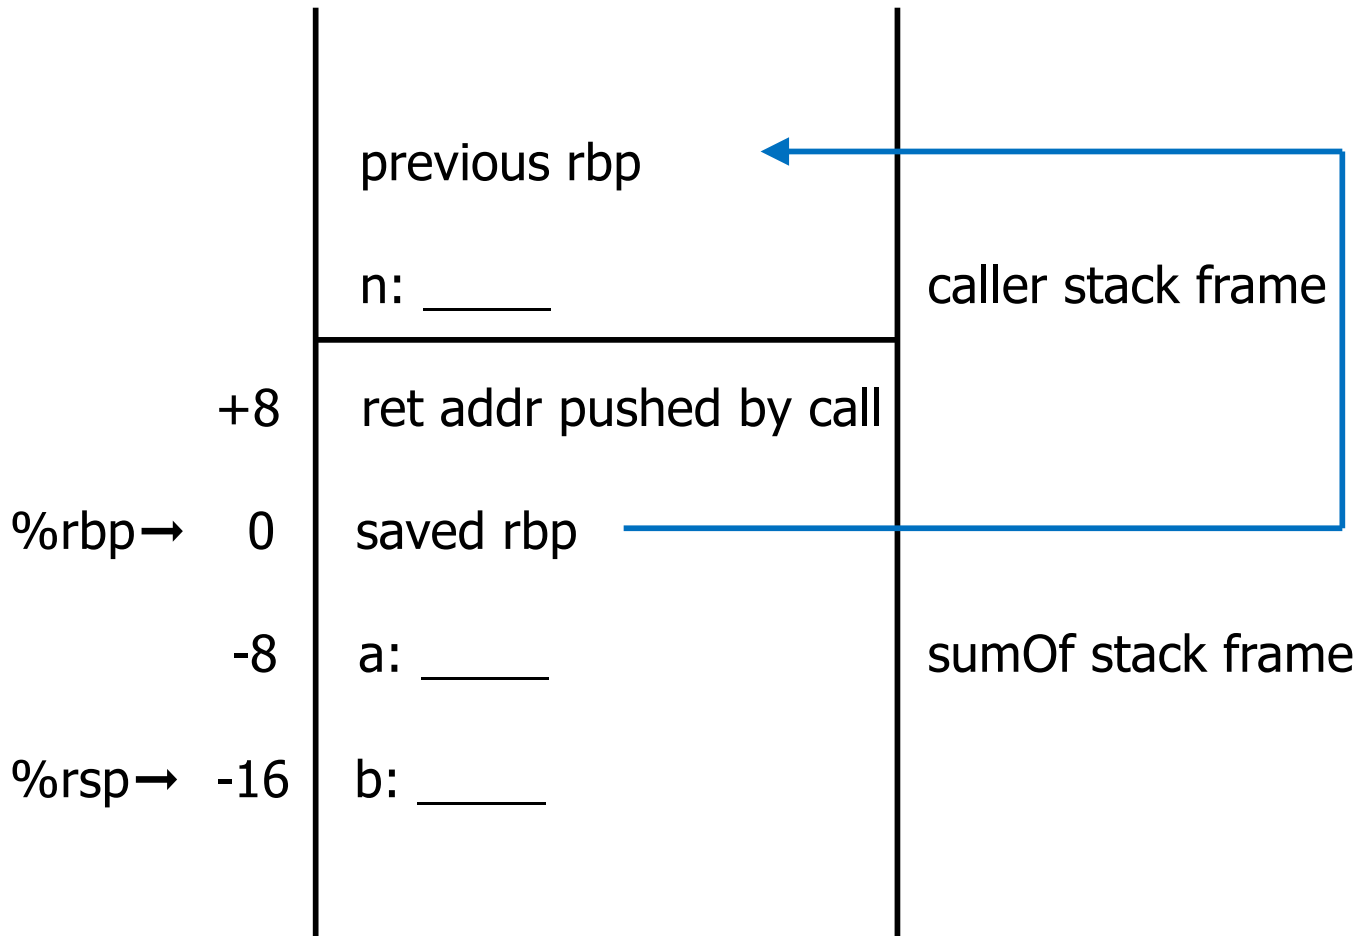 previous rbp
n: _____ caller stack frame
+8 ret addr pushed by call
%rbp→ 0 saved rbp
-8 a: _____ sumOf stack frame
%rsp→ -16 b: _____